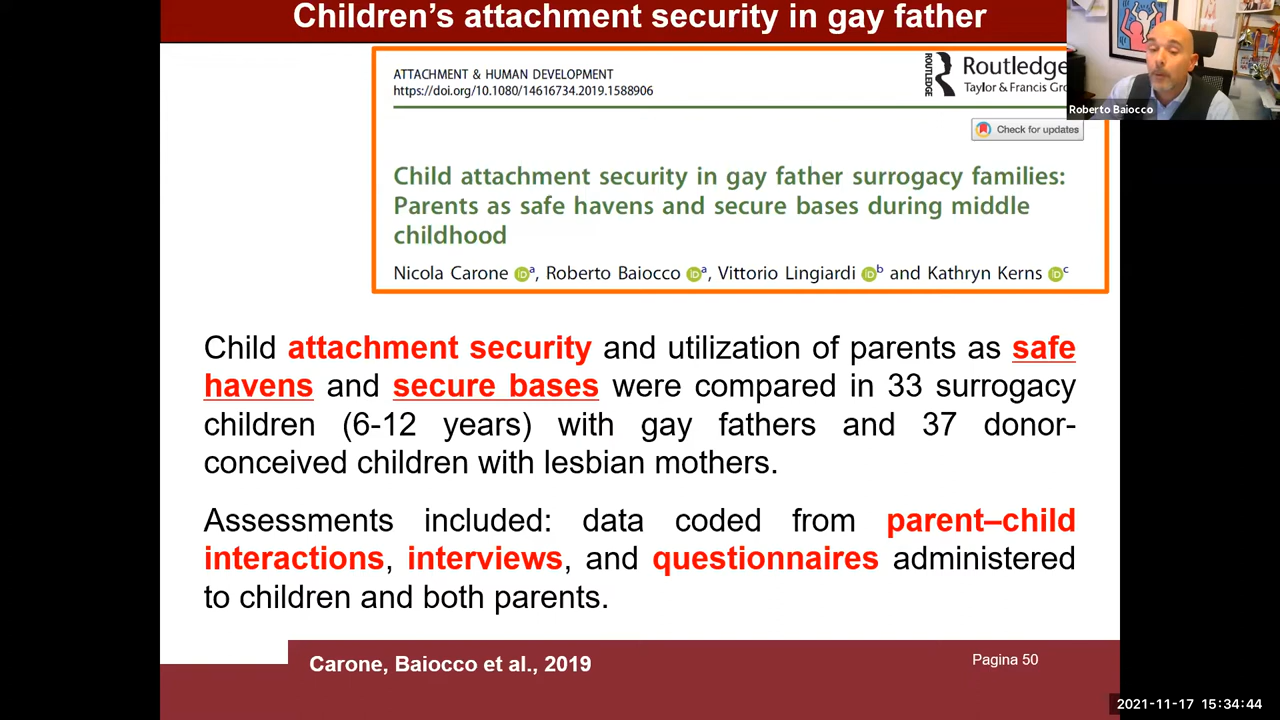 Children’s attachment security in gay father
ATTACHMENT & HUMAN DEVELOPMENT
https://doi.org/10.1080/14616734.2019.1588906
ROUTLEDGE
Routledge
Taylor & Francis Gro
Check for updates
Child attachment security in gay father surrogacy families:
Parents as safe havens and secure bases during middle
childhood
Nicola Carone iD a, Roberto Baiocco iD a, Vittorio Lingiardi iD b and Kathryn Kerns iD c
Roberto Baiocco
Child attachment security and utilization of parents as safe
havens and secure bases were compared in 33 surrogacy
children (6-12 years) with gay fathers and 37 donor-
conceived children with lesbian mothers.
Assessments included: data coded from parent–child
interactions, interviews, and questionnaires administered
to children and both parents.
Carone, Baiocco et al., 2019
Pagina 50
2021-11-17 15:34:44